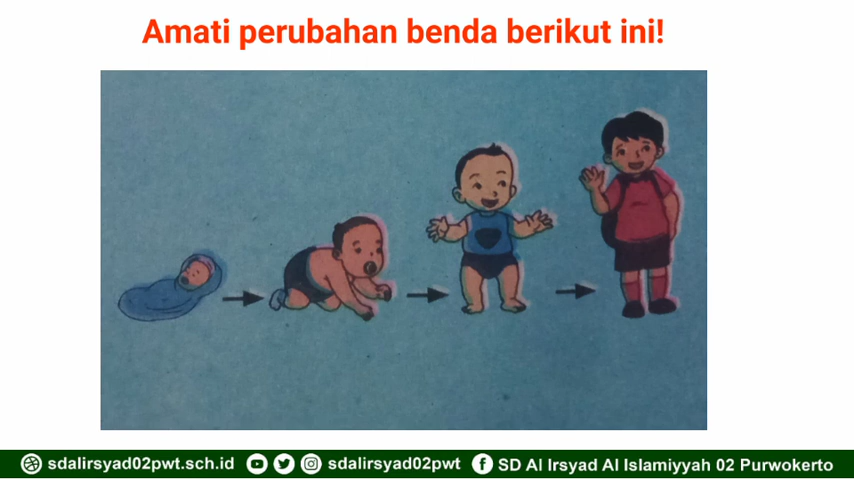 Amati perubahan benda berikut ini!
sdalirsyad02pwt.sch.id sdalirsyad02pwt SD Al Irsyad Al Islamiyyah 02 Purwokerto